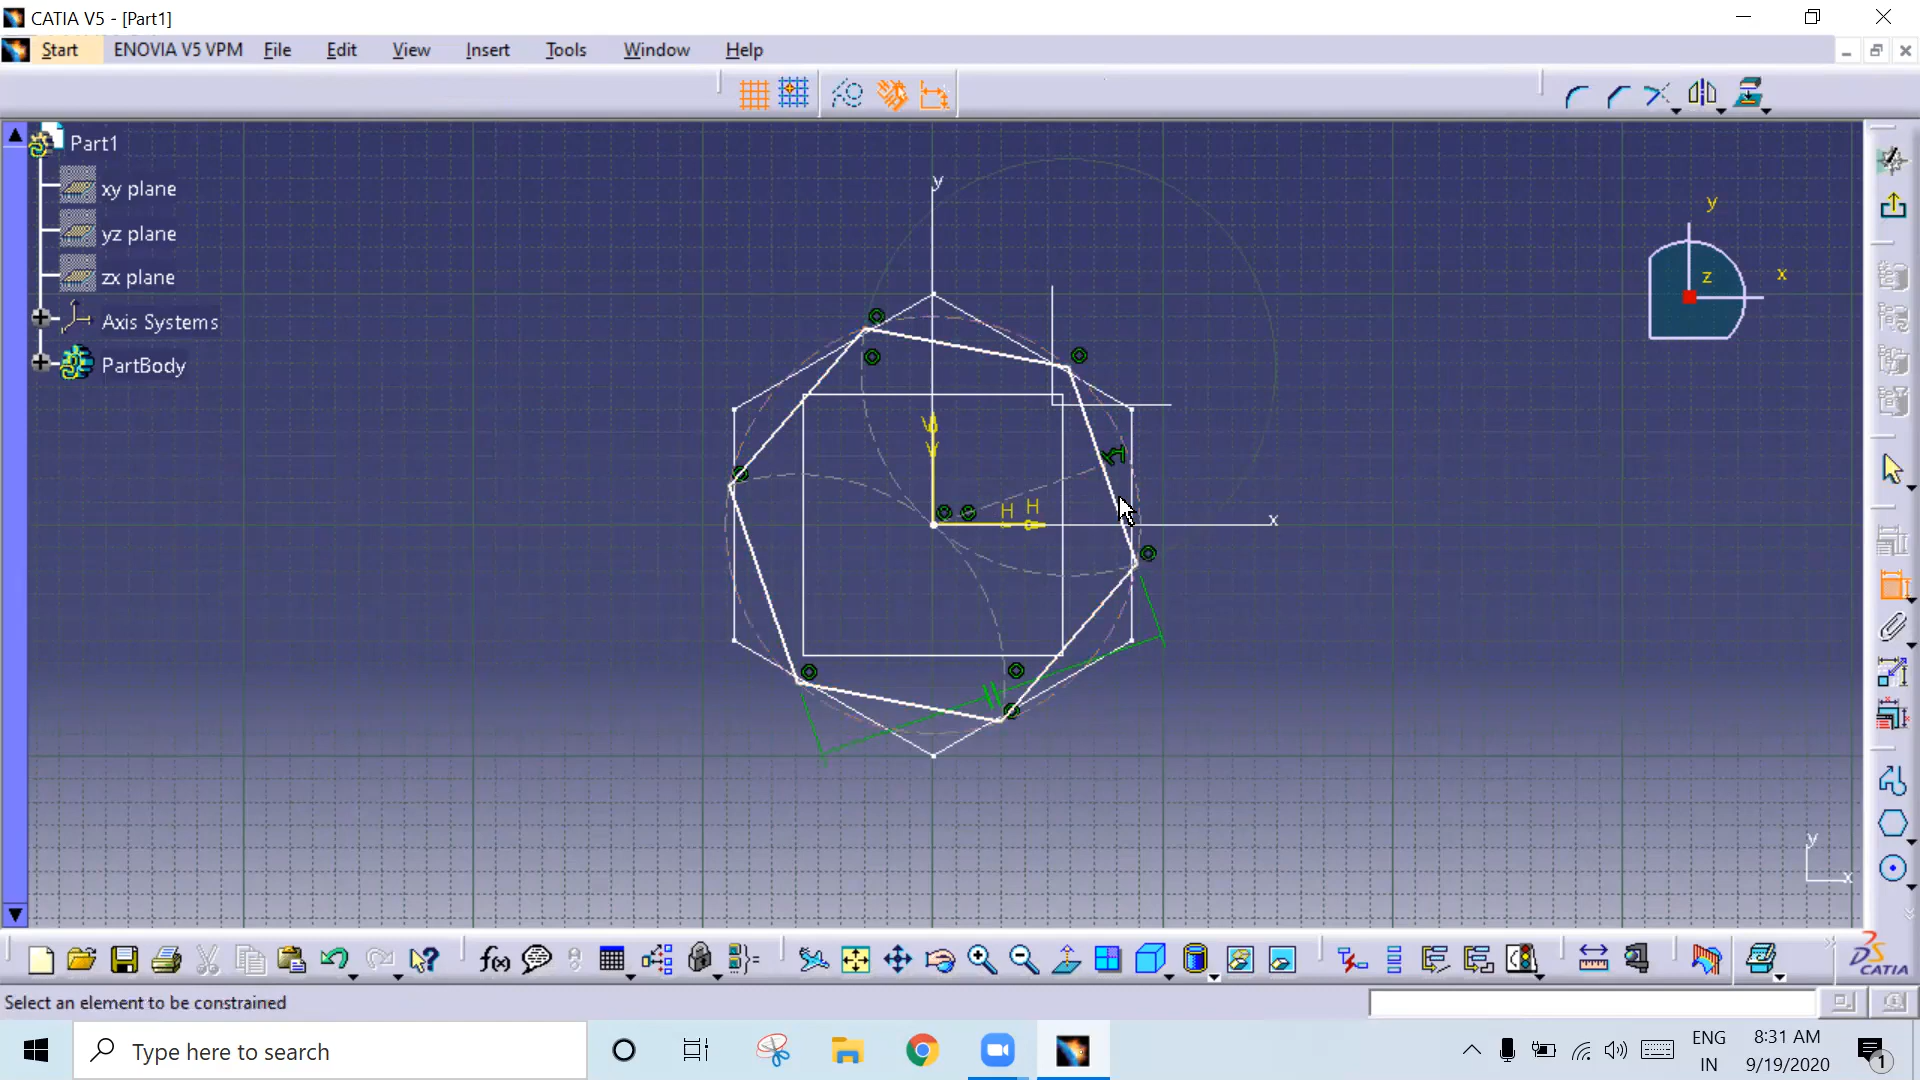 CATIA V5 - [Part1]
Start ENOVIA V5 VPM File Edit View Insert Tools Window Help
Part1
xy plane
yz plane
zx plane
Axis Systems
PartBody
y
x
V
V
H H
y
z
x
y
x
f(x)
CATIA
Select an element to be constrained
Type here to search
ENG
IN
8:31 AM
9/19/2020
1